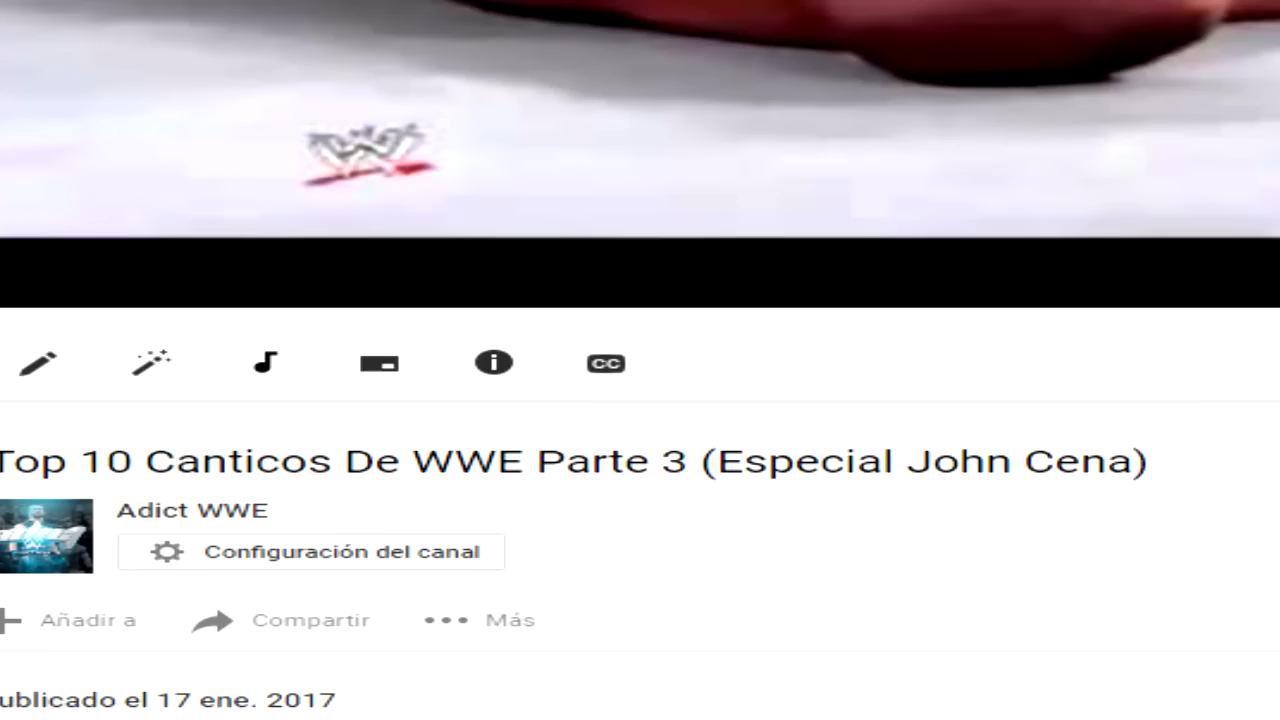 W
CC
Top 10 Canticos De WWE Parte 3 (Especial John Cena)
Adict WWE
Configuración del canal
Añadir a
Compartir
Más
ublicado el 17 ene. 2017